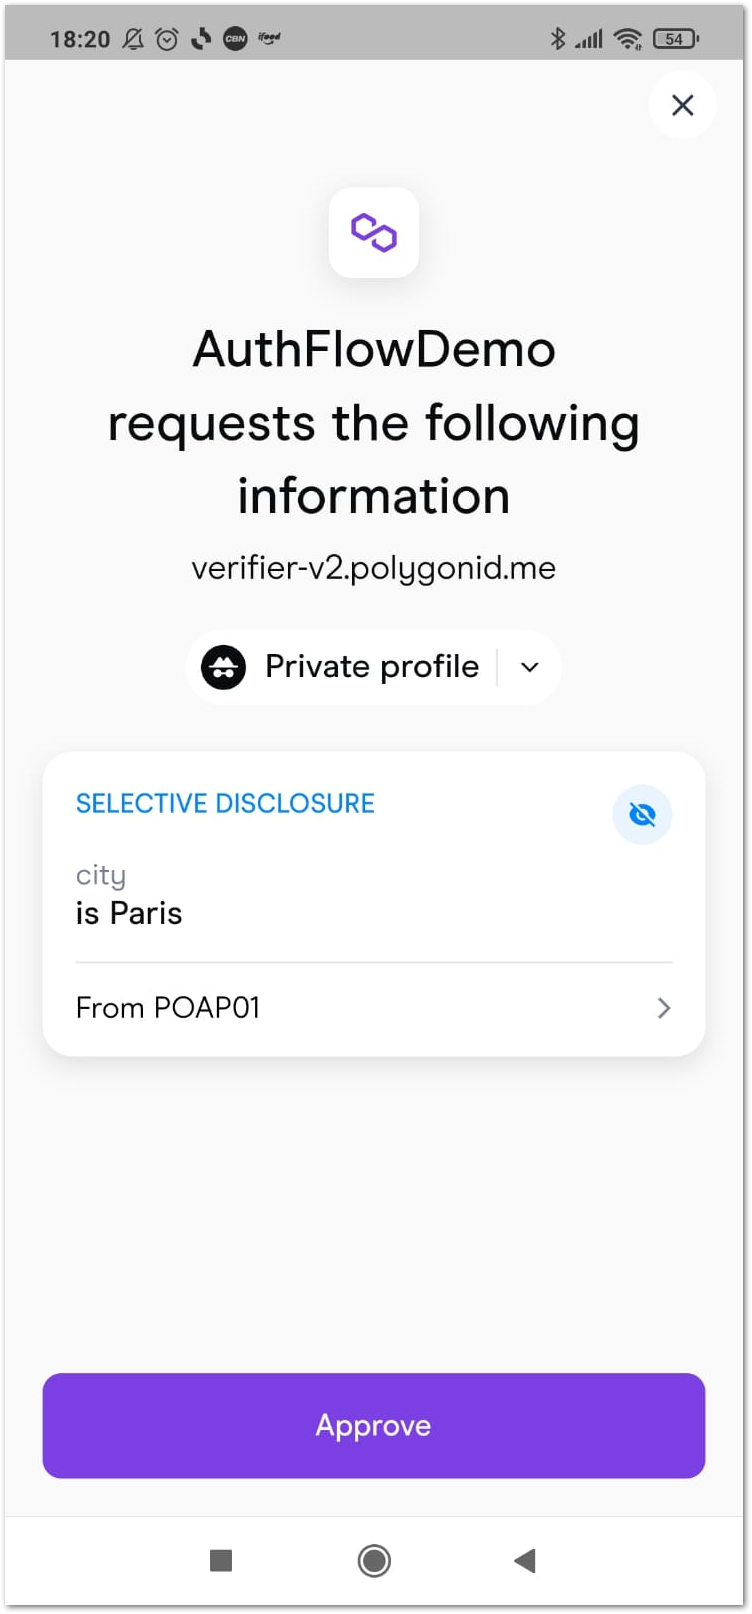 18:20 CBN ifood 54
AuthFlowDemo
requests the following
information
verifier-v2.polygonid.me
Private profile
SELECTIVE DISCLOSURE
city
is Paris
From POAP01
Approve